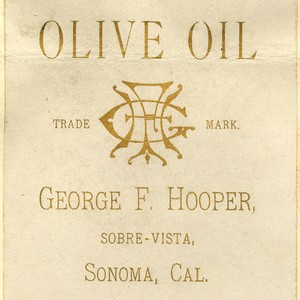 OLIVE OIL
TRADE MARK.
GEORGE F. HOOPER,
SOBRE-VISTA,
SONOMA, CAL.